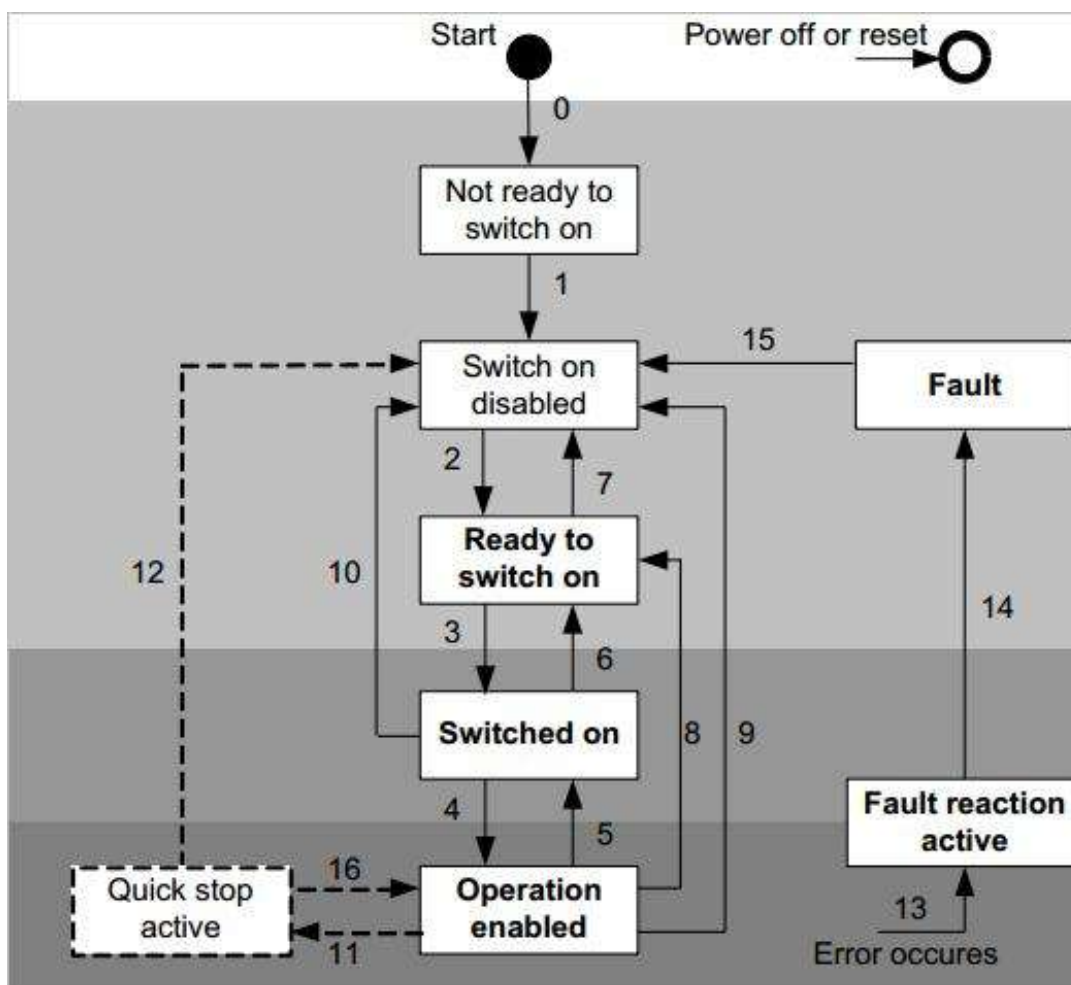 Start
Power off or reset
0
Not ready to
switch on
1
15
Switch on
disabled
Fault
2
7
Ready to
switch on
12
10
14
3
6
Switched on
8
9
4
5
Fault reaction
active
Quick stop
active
16
11
Operation
enabled
13
Error occures